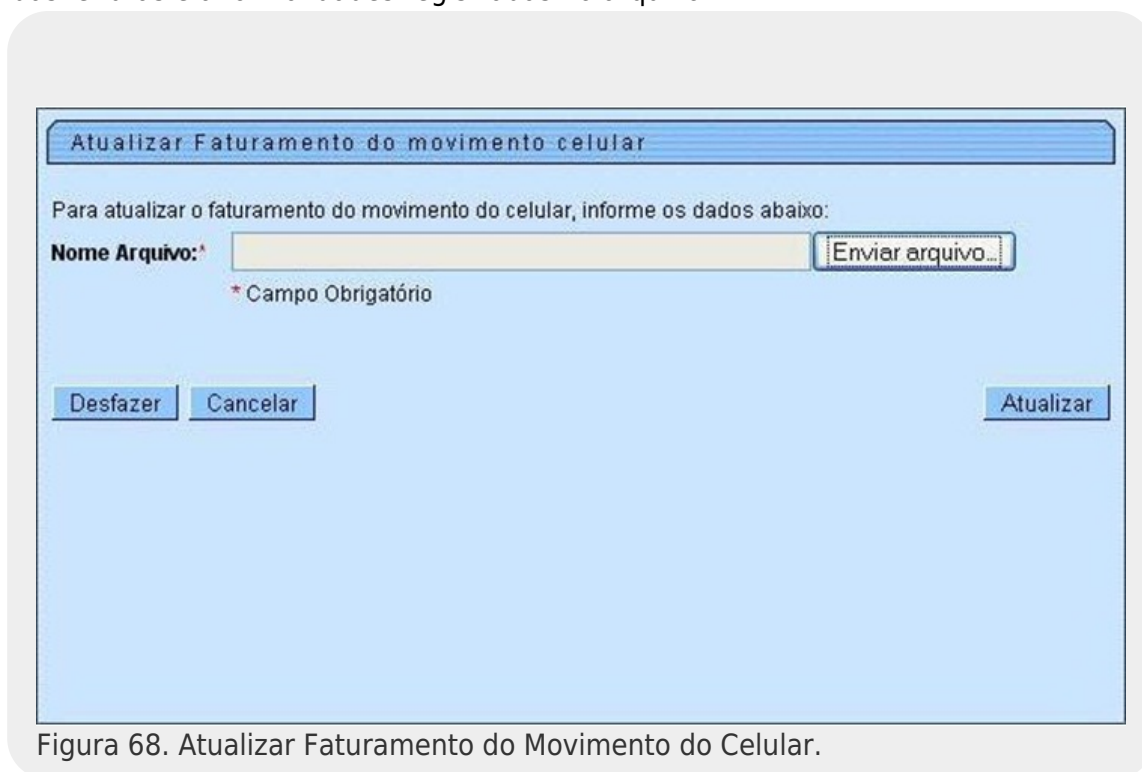 Atualizar Faturamento do movimento celular
Para atualizar o faturamento do movimento do celular, informe os dados abaixo:
Nome Arquivo:* Enviar arquivo...
* Campo Obrigatório
Desfazer Cancelar Atualizar
Figura 68. Atualizar Faturamento do Movimento do Celular.